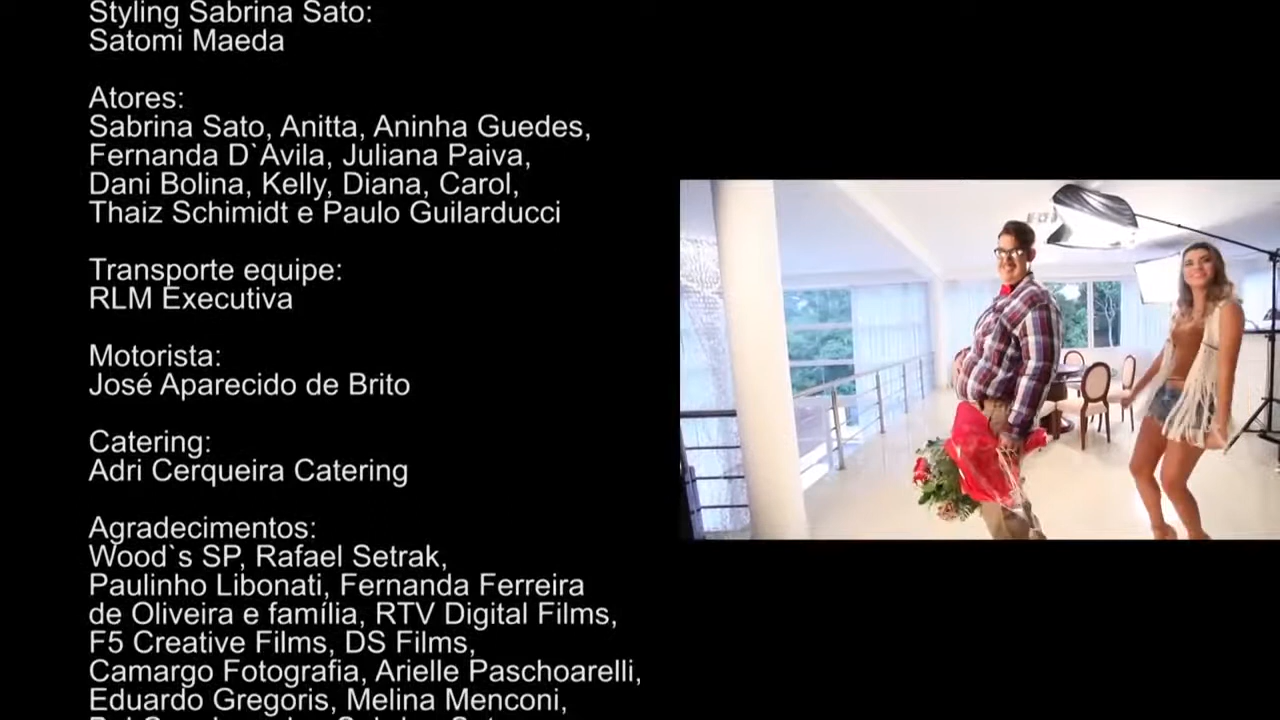 Styling Sabrina Sato:
Satomi Maeda
Atores:
Sabrina Sato, Anitta, Aninha Guedes,
Fernanda D`Avila, Juliana Paiva,
Dani Bolina, Kelly, Diana, Carol,
Thaiz Schimidt e Paulo Guilarducci
Transporte equipe:
RLM Executiva
Motorista:
José Aparecido de Brito
Catering:
Adri Cerqueira Catering
Agradecimentos:
Wood`s SP, Rafael Setrak,
Paulinho Libonati, Fernanda Ferreira
de Oliveira e família, RTV Digital Films,
F5 Creative Films, DS Films,
Camargo Fotografia, Arielle Paschoarelli,
Eduardo Gregoris, Melina Menconi,